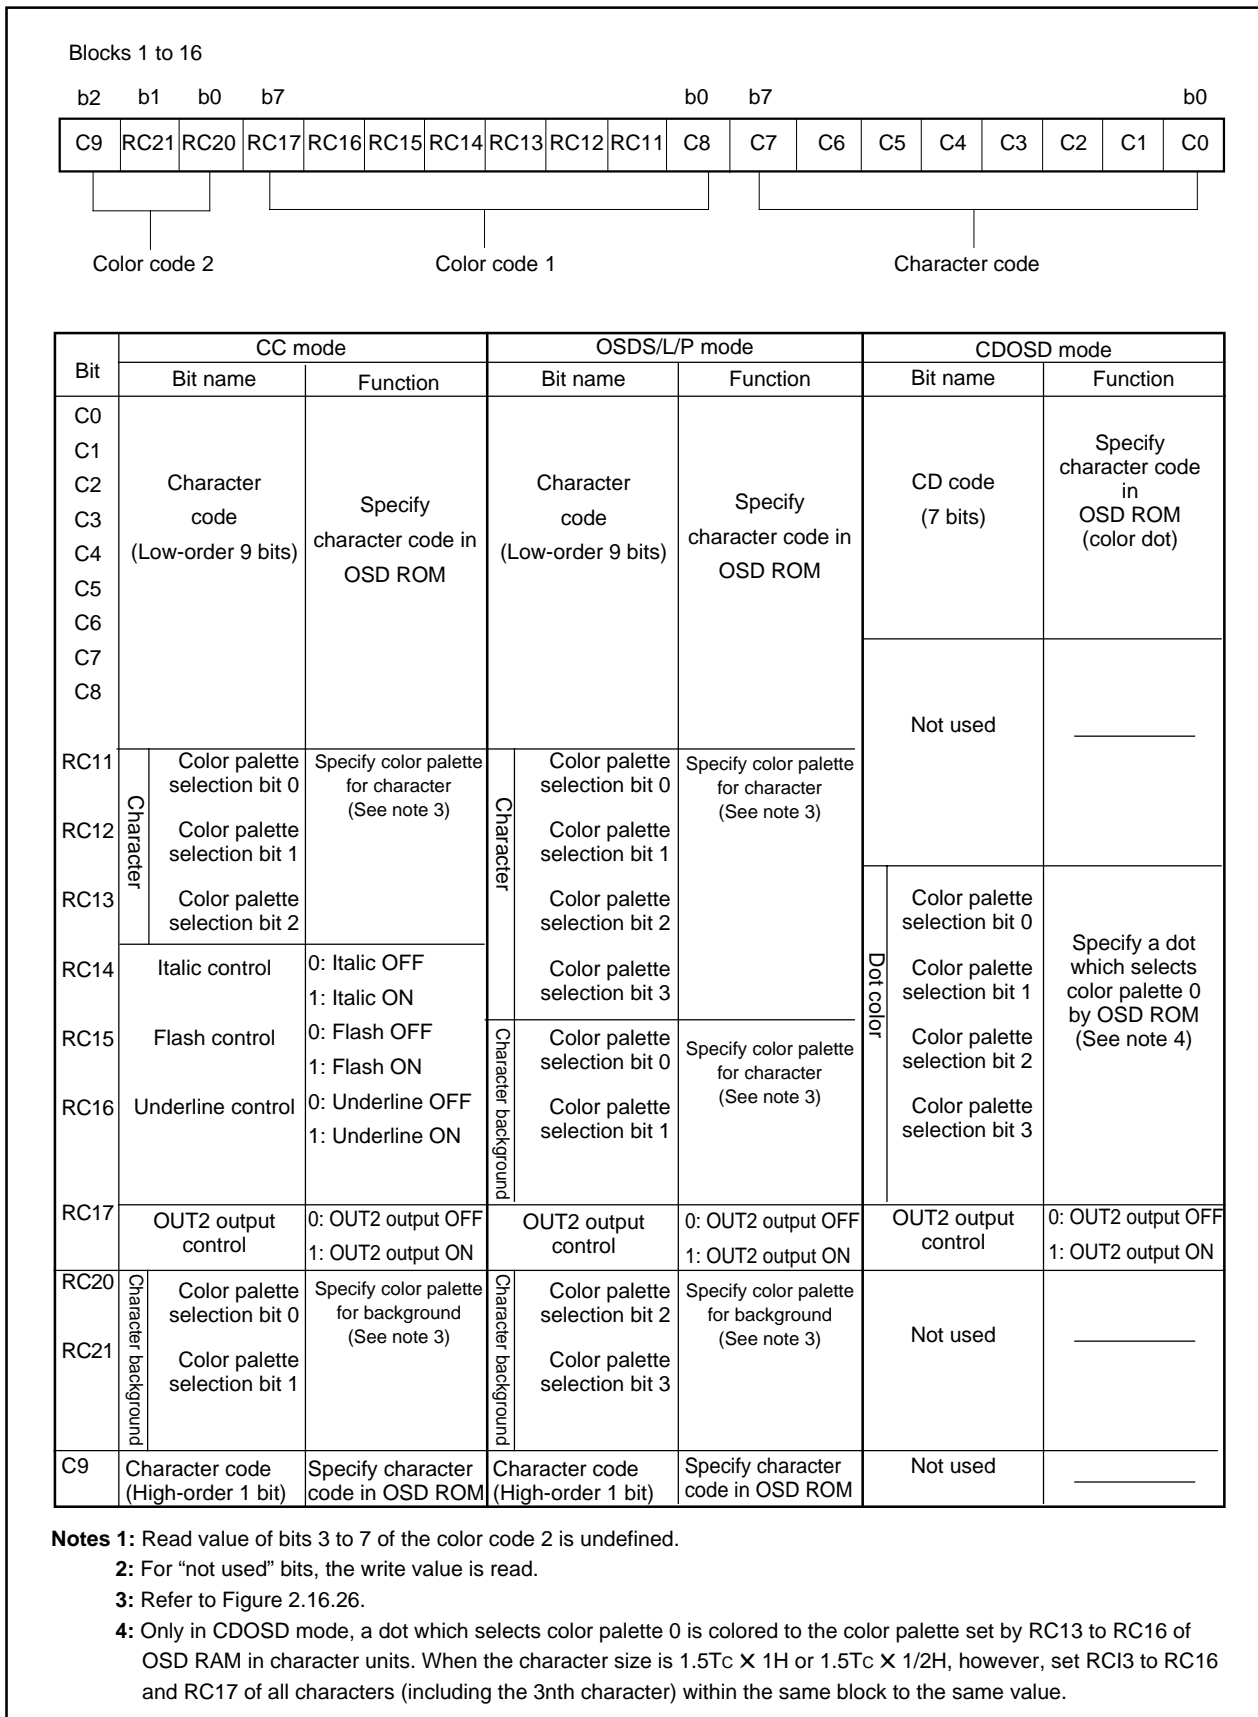 Blocks 1 to 16
b2 b1 b0 b7 b0 b7 b0
C9 RC21 RC20 RC17 RC16 RC15 RC14 RC13 RC12 RC11 C8 C7 C6 C5 C4 C3 C2 C1 C0
Color code 2 Color code 1 Character code
Bit CC mode OSDS/L/P mode CDOSD mode
Bit name Function Bit name Function Bit name Function
C0
C1
C2
C3
C4
C5
C6
C7
C8
Character
code
(Low-order 9 bits)
Specify
character code in
OSD ROM
Character
code
(Low-order 9 bits)
Specify
character code in
OSD ROM
CD code
(7 bits)
Specify
character code
in
OSD ROM
(color dot)
Not used
RC11
RC12
RC13
Character
Color palette
selection bit 0
Color palette
selection bit 1
Color palette
selection bit 2
Specify color palette
for character
(See note 3)
Character
Color palette
selection bit 0
Color palette
selection bit 1
Color palette
selection bit 2
Color palette
selection bit 3
Specify color palette
for character
(See note 3)
RC14
Italic control
0: Italic OFF
1: Italic ON
RC15
Flash control
0: Flash OFF
1: Flash ON
RC16
Underline control
0: Underline OFF
1: Underline ON
Character background
Color palette
selection bit 0
Color palette
selection bit 1
Specify color palette
for character
(See note 3)
Dot color
Color palette
selection bit 0
Color palette
selection bit 1
Color palette
selection bit 2
Color palette
selection bit 3
Specify a dot
which selects
color palette 0
by OSD ROM
(See note 4)
RC17
OUT2 output
control
0: OUT2 output OFF
1: OUT2 output ON
OUT2 output
control
0: OUT2 output OFF
1: OUT2 output ON
OUT2 output
control
0: OUT2 output OFF
1: OUT2 output ON
RC20
RC21
Character background
Color palette
selection bit 0
Color palette
selection bit 1
Specify color palette
for background
(See note 3)
Character background
Color palette
selection bit 2
Color palette
selection bit 3
Specify color palette
for background
(See note 3)
Not used
C9
Character code
(High-order 1 bit)
Specify character
code in OSD ROM
Character code
(High-order 1 bit)
Specify character
code in OSD ROM
Not used
Notes 1: Read value of bits 3 to 7 of the color code 2 is undefined.
2: For “not used” bits, the write value is read.
3: Refer to Figure 2.16.26.
4: Only in CDOSD mode, a dot which selects color palette 0 is colored to the color palette set by RC13 to RC16 of
OSD RAM in character units. When the character size is 1.5Tc ✕ 1H or 1.5Tc ✕ 1/2H, however, set RCI3 to RC16
and RC17 of all characters (including the 3nth character) within the same block to the same value.